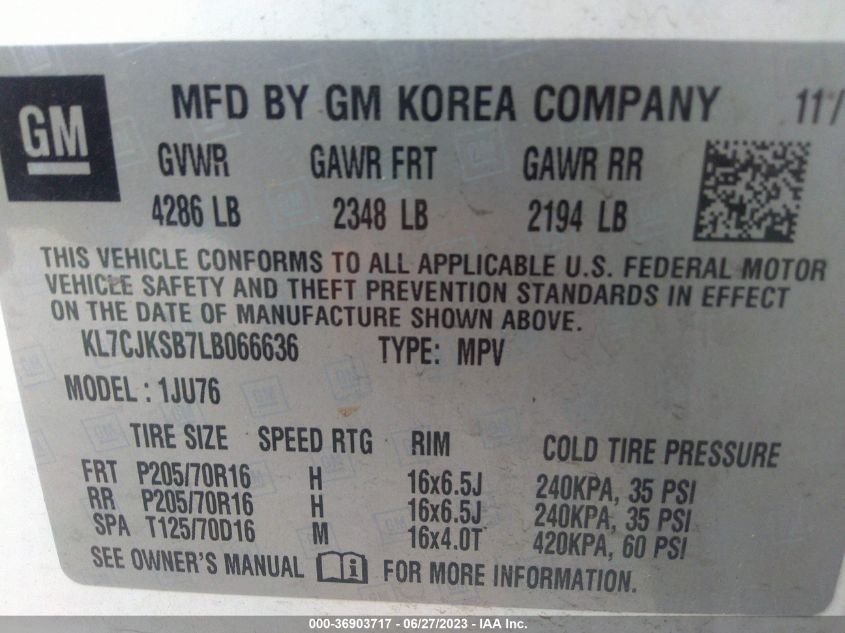 GM
MFD BY GM KOREA COMPANY 11/
GVWR GAWR FRT GAWR RR
4286 LB 2348 LB 2194 LB
THIS VEHICLE CONFORMS TO ALL APPLICABLE U.S. FEDERAL MOTOR
VEHICLE SAFETY AND THEFT PREVENTION STANDARDS IN EFFECT
ON THE DATE OF MANUFACTURE SHOWN ABOVE.
KL7CJKSB7LB066636 TYPE: MPV
MODEL : 1JU76
TIRE SIZE SPEED RTG RIM COLD TIRE PRESSURE
FRT P205/70R16 H 16x6.5J 240KPA, 35 PSI
RR P205/70R16 H 16x6.5J 240KPA, 35 PSI
SPA T125/70D16 M 16x4.0T 420KPA, 60 PSI
SEE OWNER'S MANUAL i FOR MORE INFORMATION.
000-36903717 - 06/27/2023 - IAA Inc.